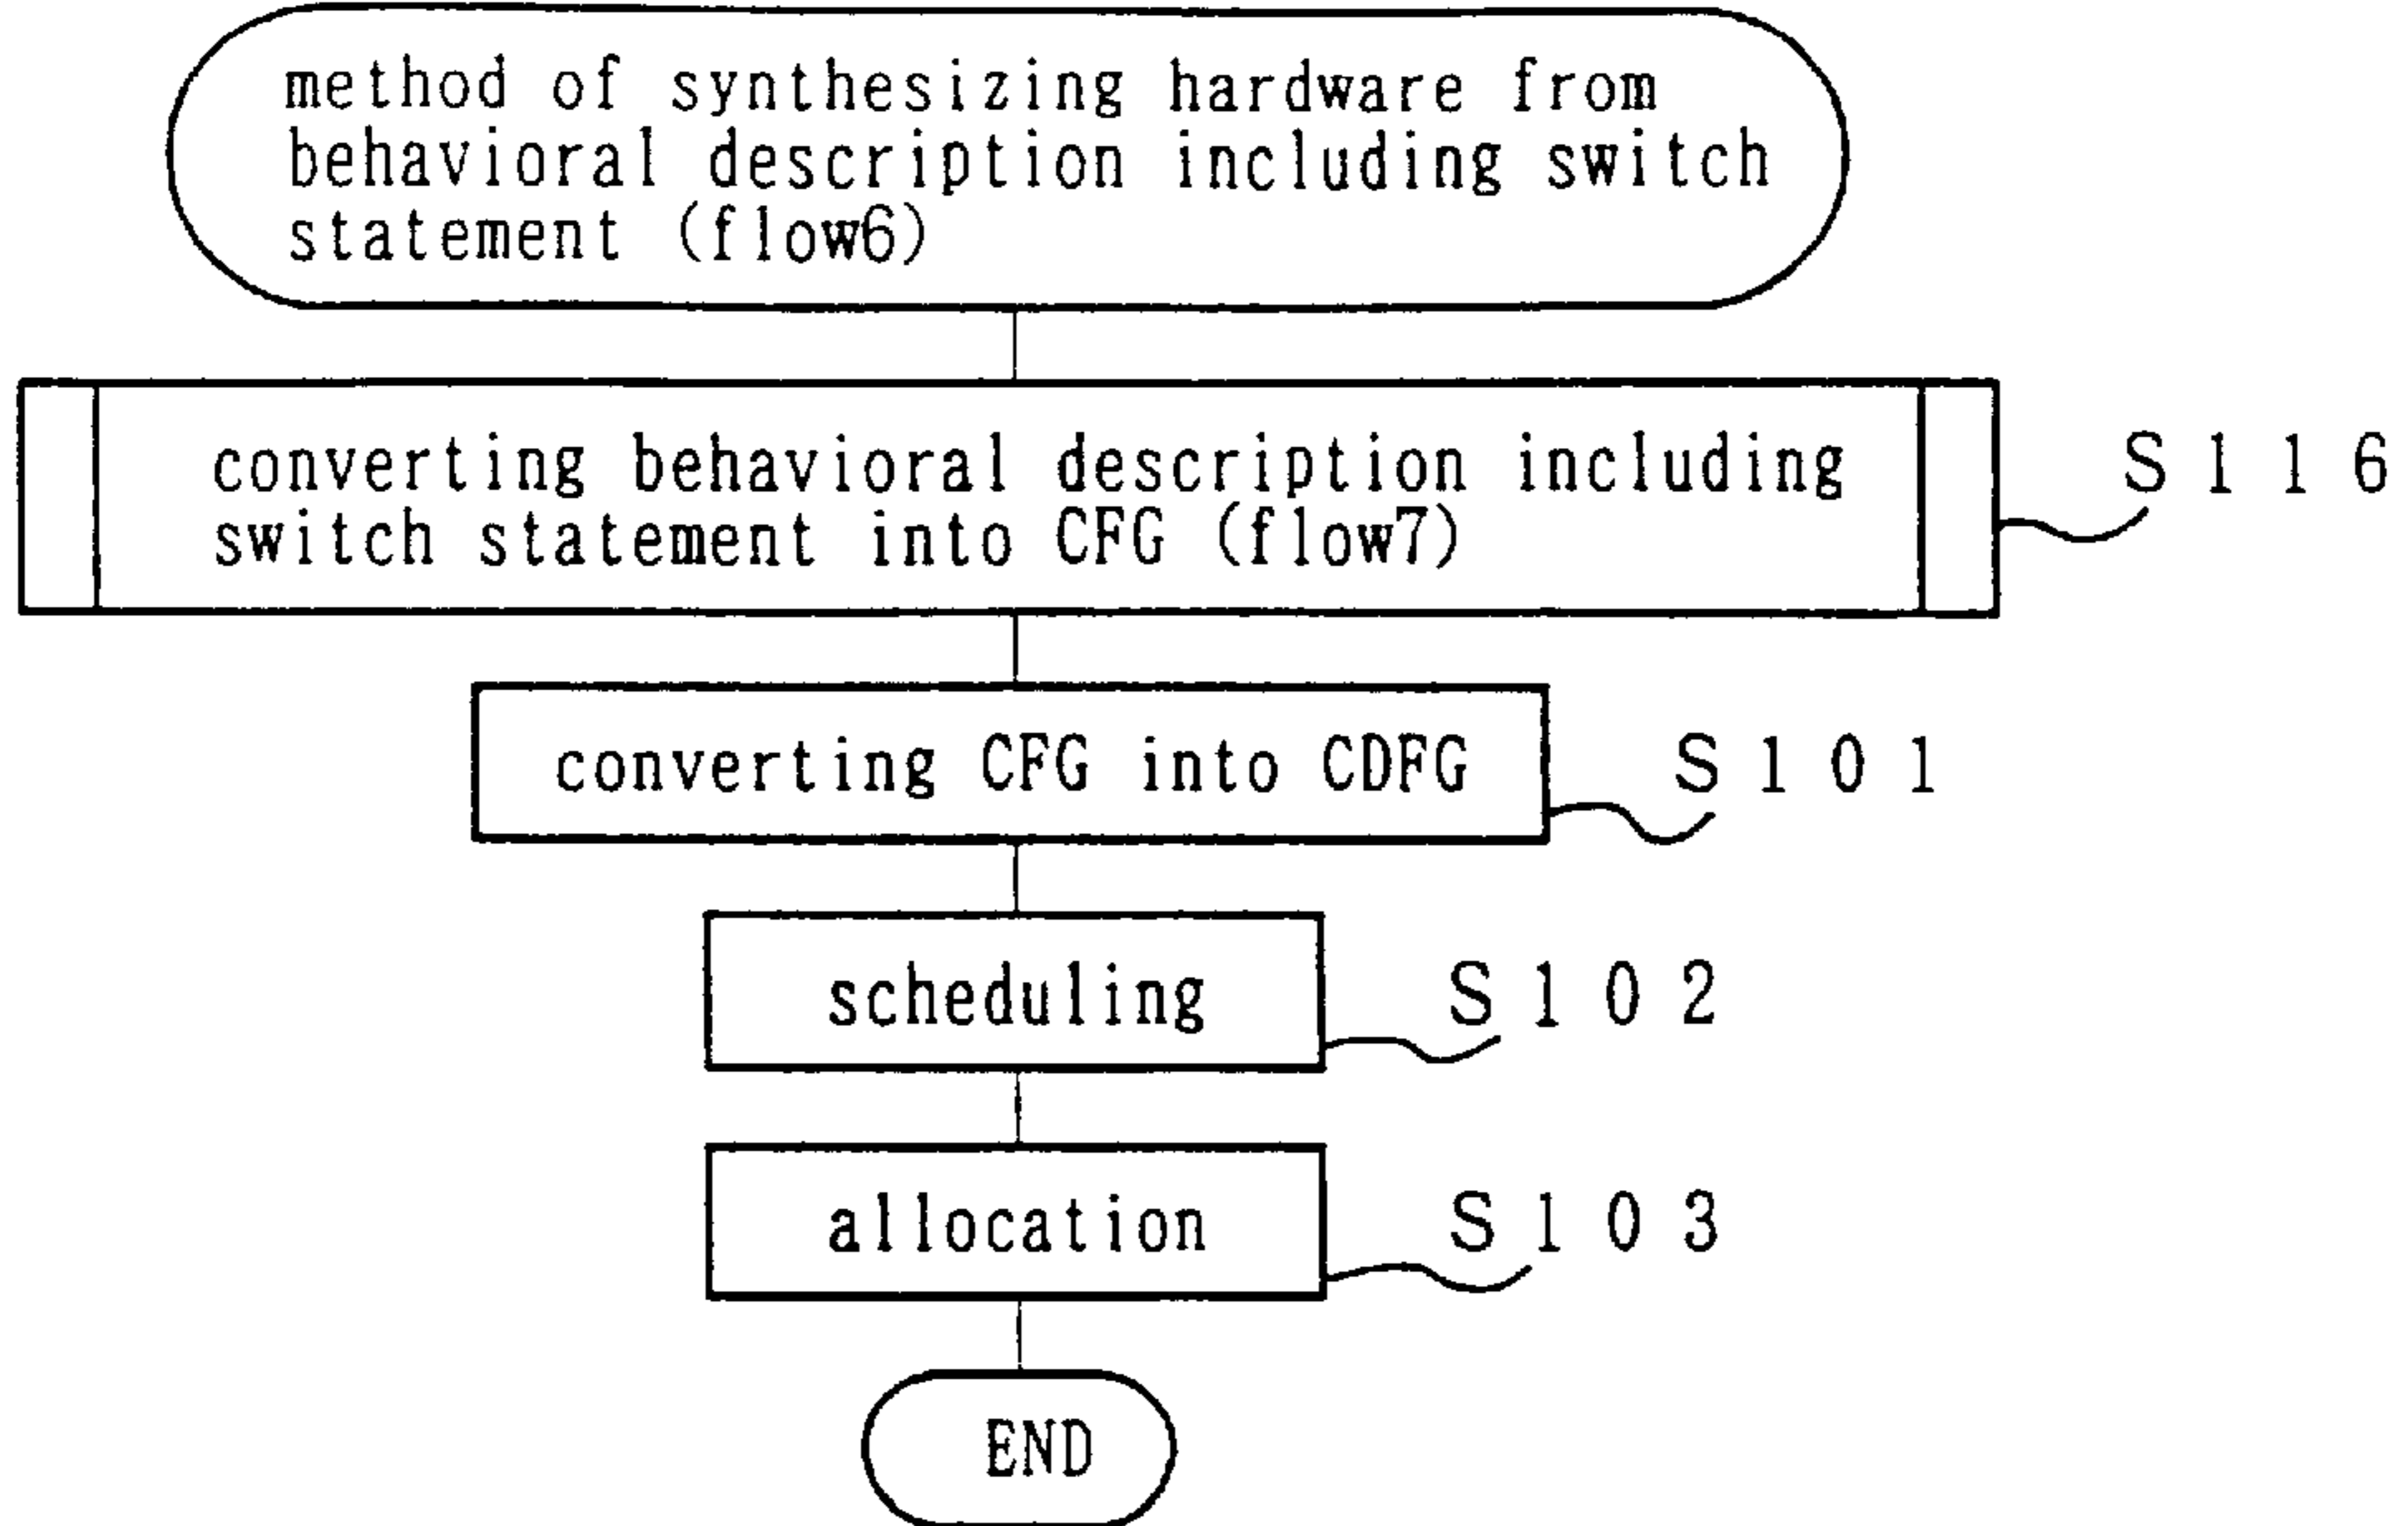 method of synthesizing hardware from
behavioral description including switch
statement (flow6)
converting behavioral description including
switch statement into CFG (flow7)
S116
converting CFG into CDFG
S101
scheduling
S102
allocation
S103
END